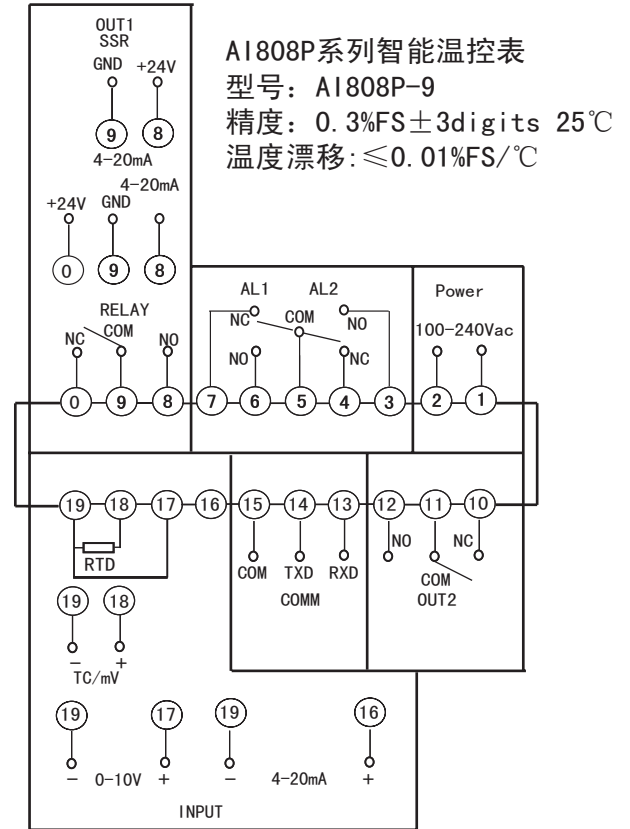 OUT1
SSR
GND +24V
9 8
4-20mA
AI808P系列智能温控表
型号：AI808P-9
精度：0.3%FS±3digits 25℃
温度漂移:≤0.01%FS/℃
4-20mA
+24V GND
0 9 8
RELAY
NC COM NO
AL1 AL2
NC COM NO
NO NC
Power
100-240Vac
0 9 8 7 6 5 4 3 2 1
19 18 17 16 15 14 13 12 11 10
RTD
COM TXD RXD
COMM
NO NC
COM
OUT2
19 18
- +
TC/mV
19 17 19 16
- 0-10V + - 4-20mA +
INPUT